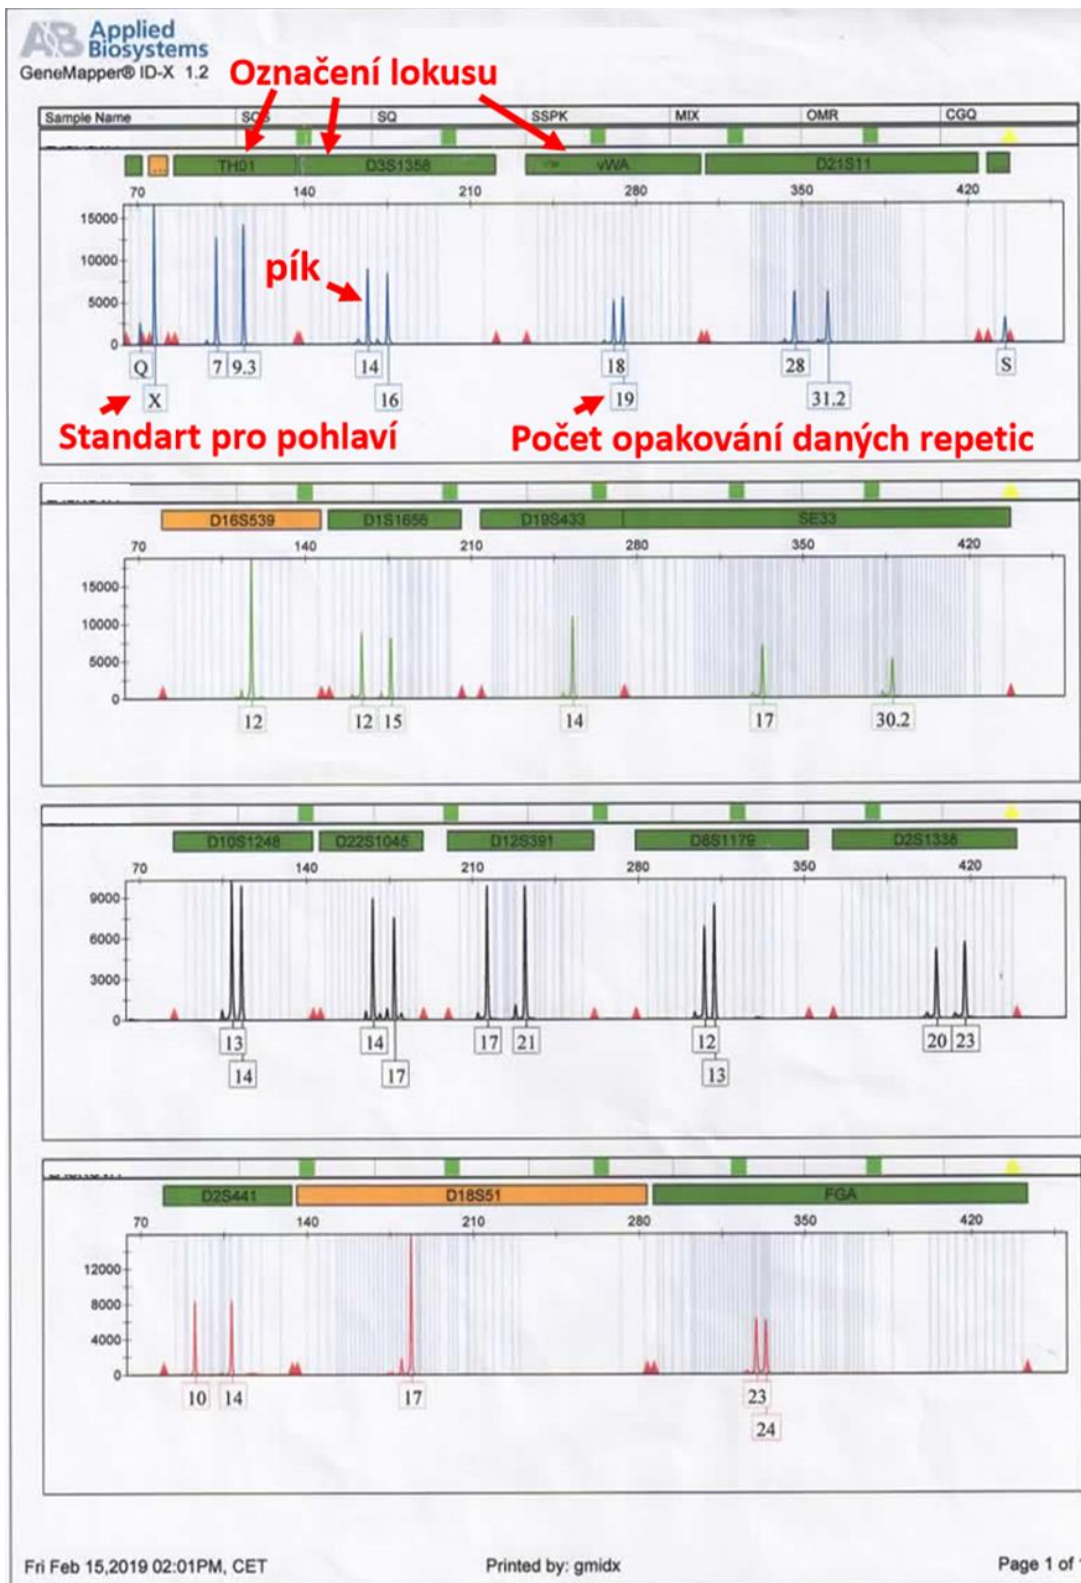 AB Applied
Biosystems
GeneMapper® ID-X 1.2
Označení lokusu
Sample Name SOS SQ SSPK MIX OMR CGQ
... TH01 D3S1358 vWA D21S11 ...
70 140 210 280 350 420
15000
10000
5000
0
pík
Q 7 9.3 14 18 28 S
X 16 19 31.2
Standart pro pohlaví Počet opakování daných repetic
D16S539 D1S1656 D19S433 SE33
70 140 210 280 350 420
15000
10000
5000
0
12 12 15 14 17 30.2
D10S1248 D22S1045 D12S391 D8S1179 D2S1338
70 140 210 280 350 420
9000
6000
3000
0
13 14 17 21 12 20 23
14 17 13
D2S441 D18S51 FGA
70 140 210 280 350 420
12000
8000
4000
0
10 14 17 23
24
Fri Feb 15,2019 02:01PM, CET Printed by: gmidx Page 1 of 1